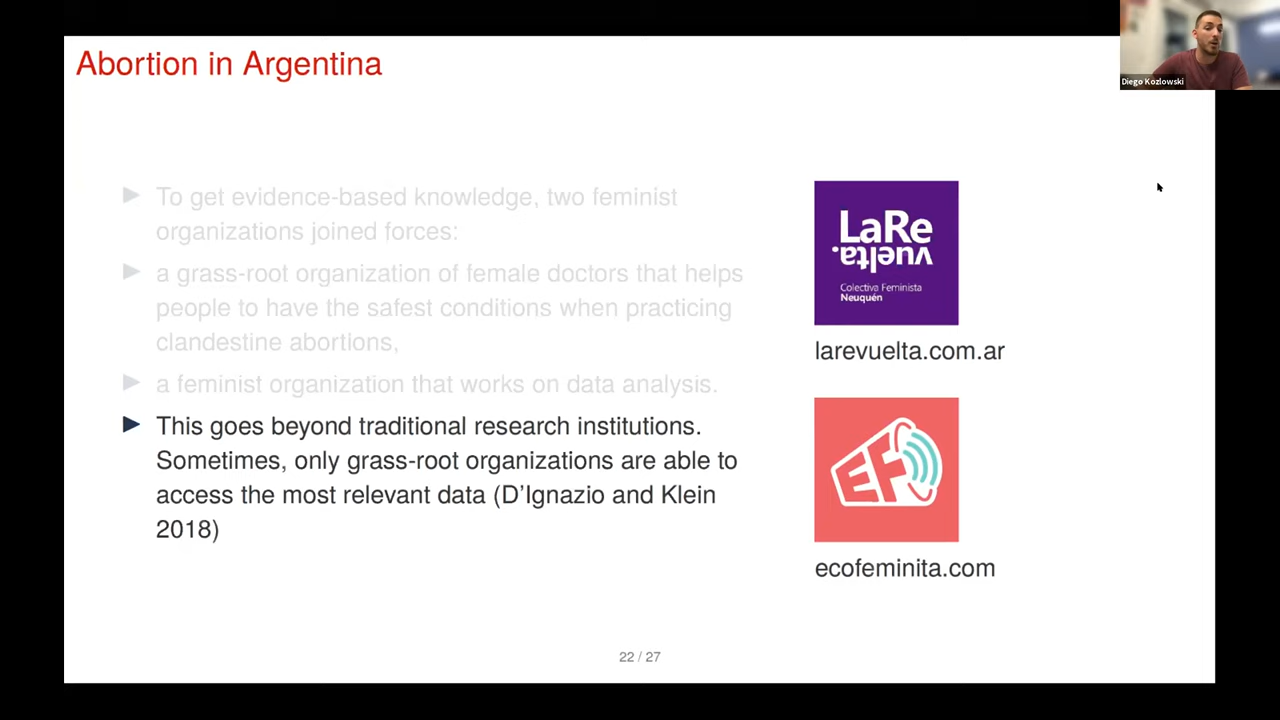 Abortion in Argentina
Diego Kozlowski
To get evidence-based knowledge, two feminist
organizations joined forces:
a grass-root organization of female doctors that helps
people to have the safest conditions when practicing
clandestine abortions,
a feminist organization that works on data analysis.
This goes beyond traditional research institutions.
Sometimes, only grass-root organizations are able to
access the most relevant data (D'Ignazio and Klein
2018)
LaRe
vuelta.
Colectiva Feminista
Neuquén
larevuelta.com.ar
EF
ecofeminita.com
22 / 27